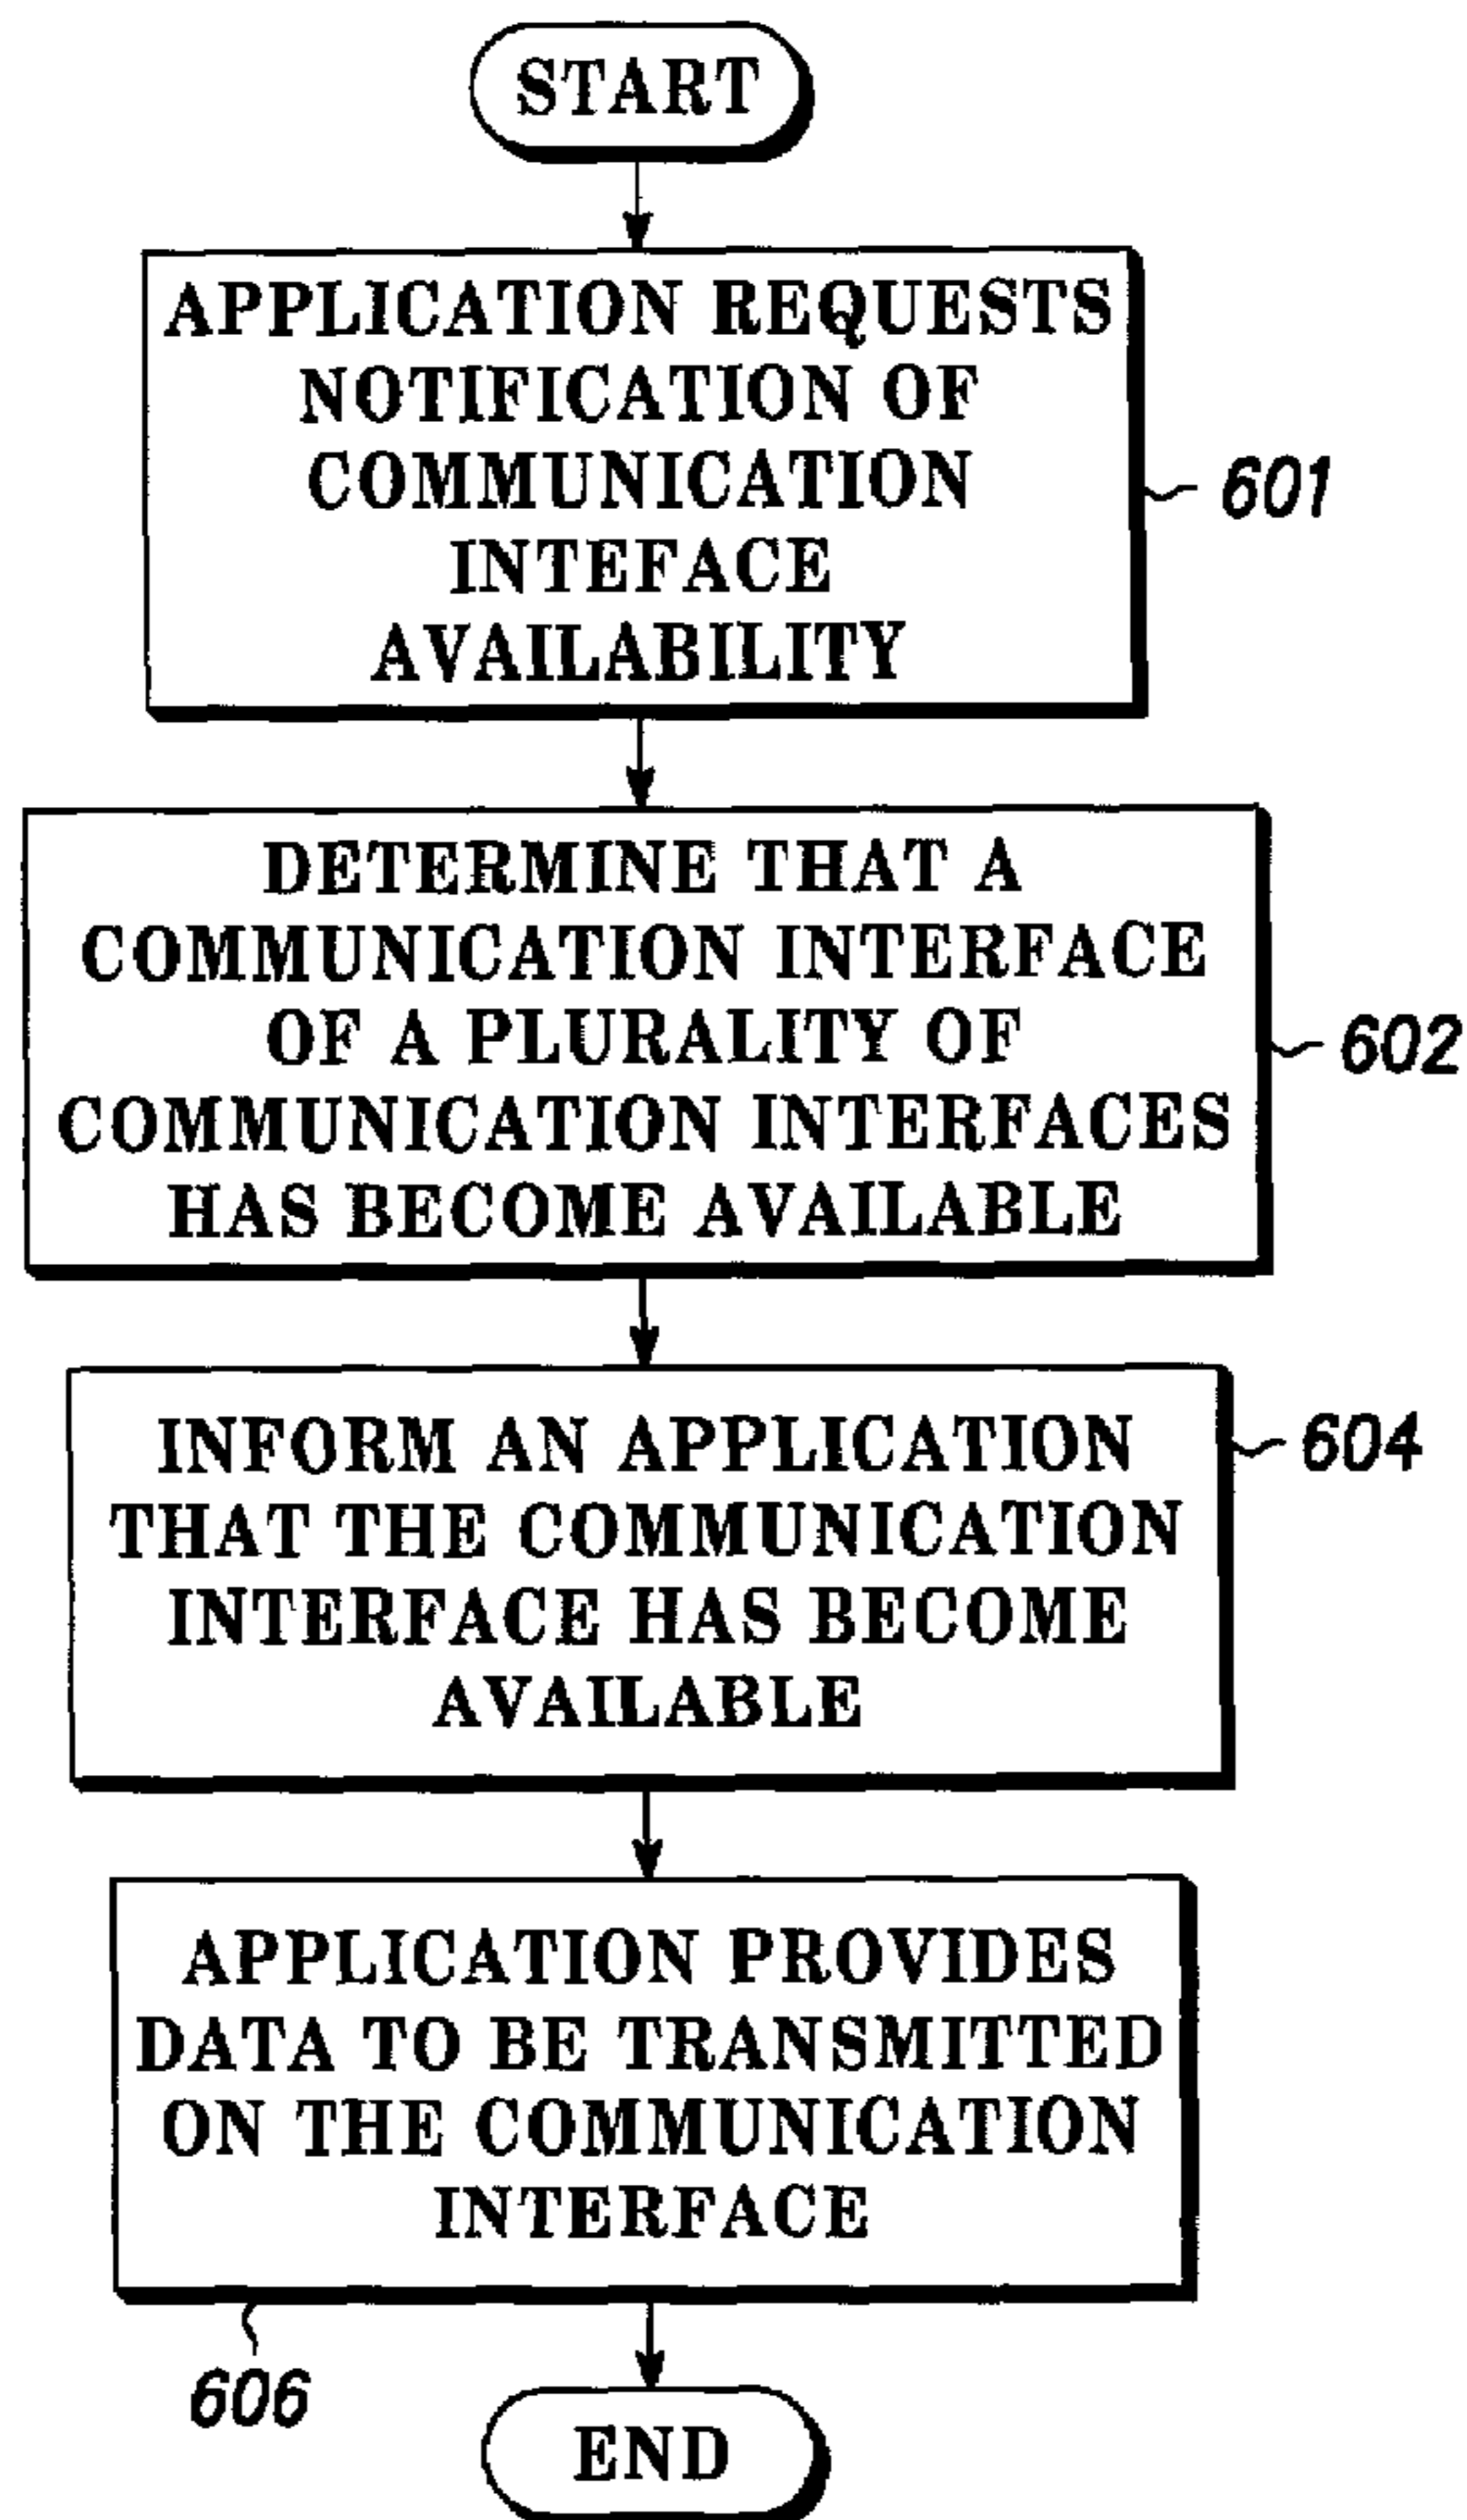 START
APPLICATION REQUESTS
NOTIFICATION OF
COMMUNICATION
INTEFACE
AVAILABILITY
601
DETERMINE THAT A
COMMUNICATION INTERFACE
OF A PLURALITY OF
COMMUNICATION INTERFACES
HAS BECOME AVAILABLE
602
INFORM AN APPLICATION
THAT THE COMMUNICATION
INTERFACE HAS BECOME
AVAILABLE
604
APPLICATION PROVIDES
DATA TO BE TRANSMITTED
ON THE COMMUNICATION
INTERFACE
606
END